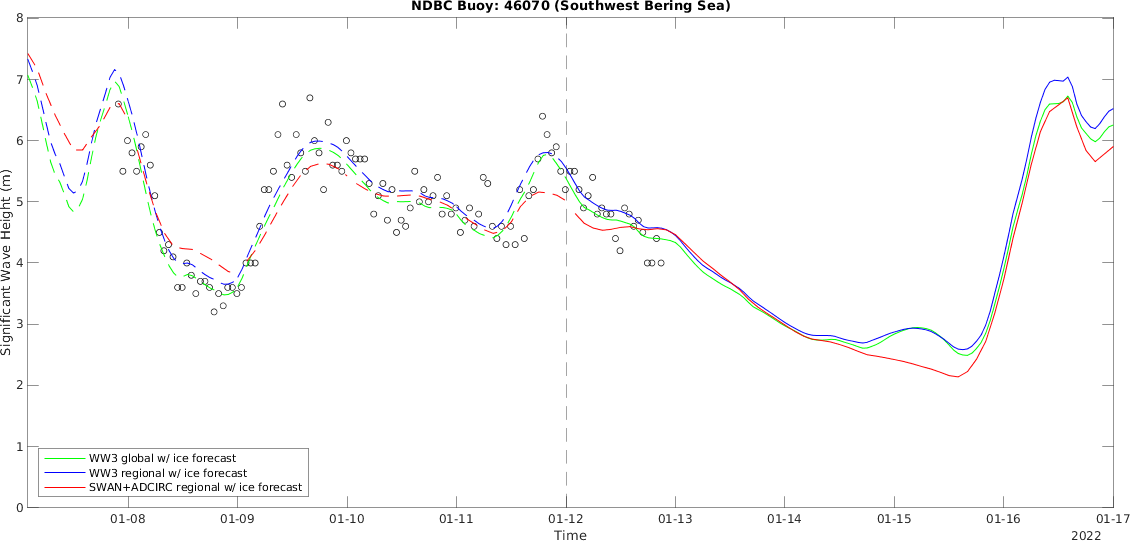 NDBC Buoy: 46070 (Southwest Bering Sea)
8
7
6
5
4
3
2
1
0
Significant Wave Height (m)
WW3 global w/ ice forecast
WW3 regional w/ ice forecast
SWAN+ADCIRC regional w/ ice forecast
01-08 01-09 01-10 01-11 01-12 01-13 01-14 01-15 01-16 01-17
Time
2022